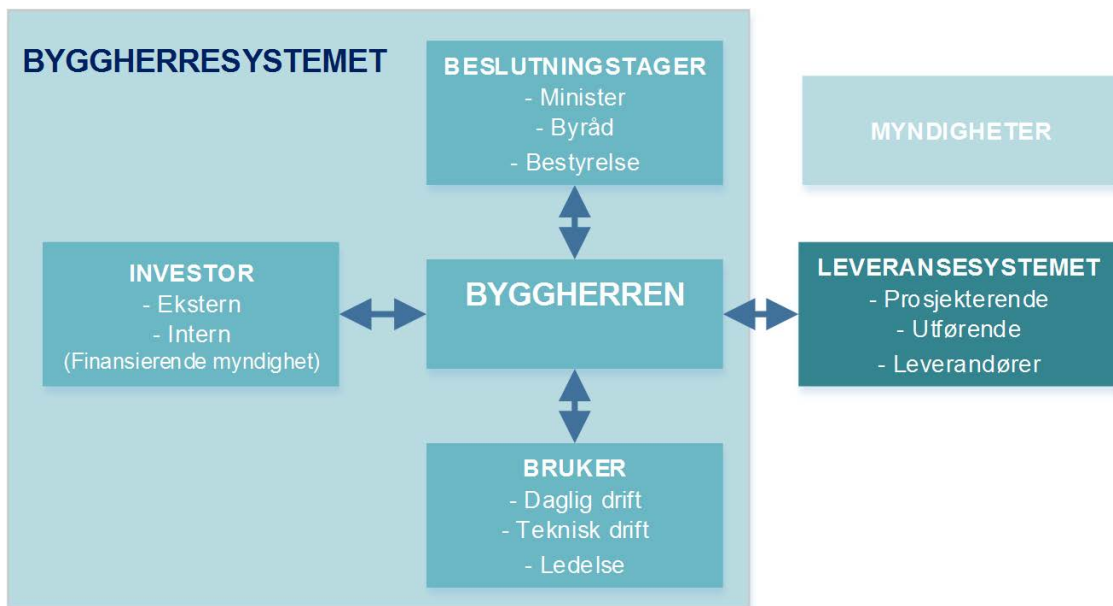 BYGGHERRESYSTEMET
BESLUTNINGSTAGER
- Minister
- Byråd
- Bestyrelse
MYNDIGHETER
INVESTOR
- Ekstern
- Intern
(Finansierende myndighet)
BYGGHERREN
LEVERANSESYSTEMET
- Prosjekterende
- Utførende
- Leverandører
BRUKER
- Daglig drift
- Teknisk drift
- Ledelse